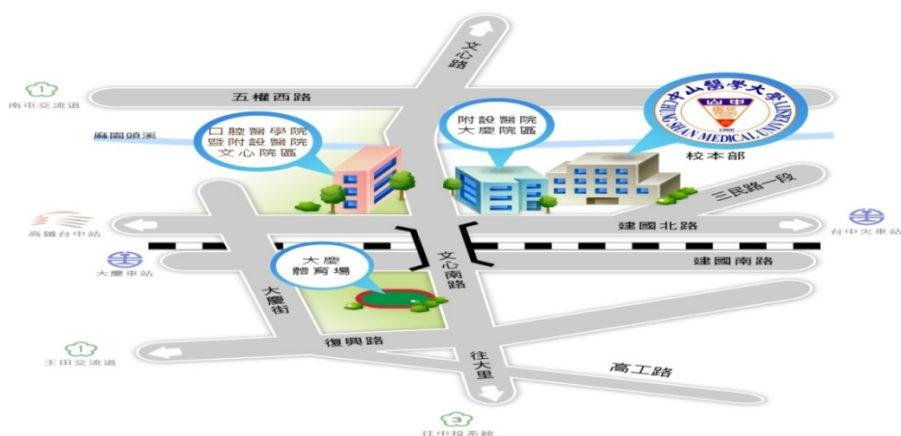 文心路
1
南屯交流道
五權西路
中山醫學大學
CHUNG SHAN MEDICAL UNIVERSITY
1960
校本部
麻園頭溪
口腔醫學院
暨附設醫院
文心院區
附設醫院
大慶院區
三民路一段
高鐵台中站
建國北路
台中火車站
大慶車站
大慶
體育場
文心南路
建國南路
大慶街
復興路
1
王田交流道
往大里
高工路
3
往中投系統